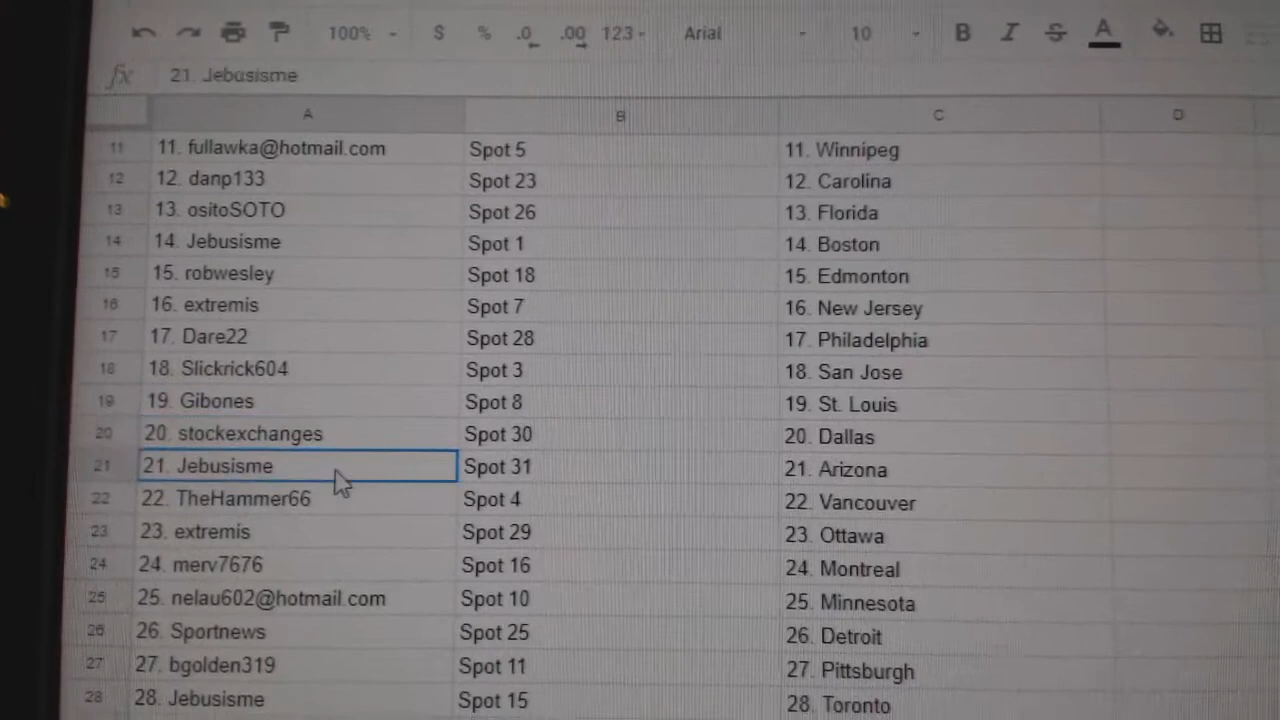 100% $ % .0 .00 123 Arial 10 B I S A
fx 21. Jebusisme
A B C D
11 11. fullawka@hotmail.com Spot 5 11. Winnipeg
12 12. danp133 Spot 23 12. Carolina
13 13. ositoSOTO Spot 26 13. Florida
14 14. Jebusisme Spot 1 14. Boston
15 15. robwesley Spot 18 15. Edmonton
16 16. extremis Spot 7 16. New Jersey
17 17. Dare22 Spot 28 17. Philadelphia
18 18. Slickrick604 Spot 3 18. San Jose
19 19. Gibones Spot 8 19. St. Louis
20 20. stockexchanges Spot 30 20. Dallas
21 21. Jebusisme Spot 31 21. Arizona
22 22. TheHammer66 Spot 4 22. Vancouver
23 23. extremis Spot 29 23. Ottawa
24 24. merv7676 Spot 16 24. Montreal
25 25. nelau602@hotmail.com Spot 10 25. Minnesota
26 26. Sportnews Spot 25 26. Detroit
27 27. bgolden319 Spot 11 27. Pittsburgh
28 28. Jebusisme Spot 15 28. Toronto